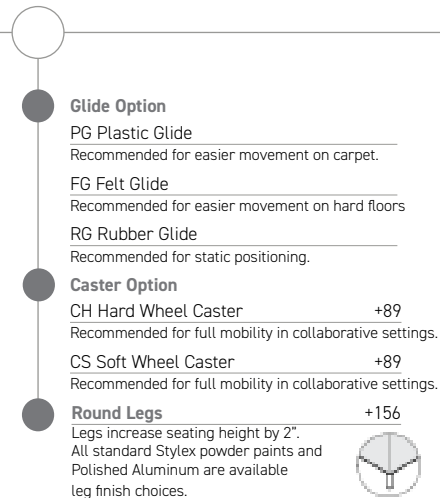 Glide Option
PG Plastic Glide
Recommended for easier movement on carpet.
FG Felt Glide
Recommended for easier movement on hard floors
RG Rubber Glide
Recommended for static positioning.
Caster Option
CH Hard Wheel Caster +89
Recommended for full mobility in collaborative settings.
CS Soft Wheel Caster +89
Recommended for full mobility in collaborative settings.
Round Legs +156
Legs increase seating height by 2".
All standard Stylex powder paints and
Polished Aluminum are available
leg finish choices.